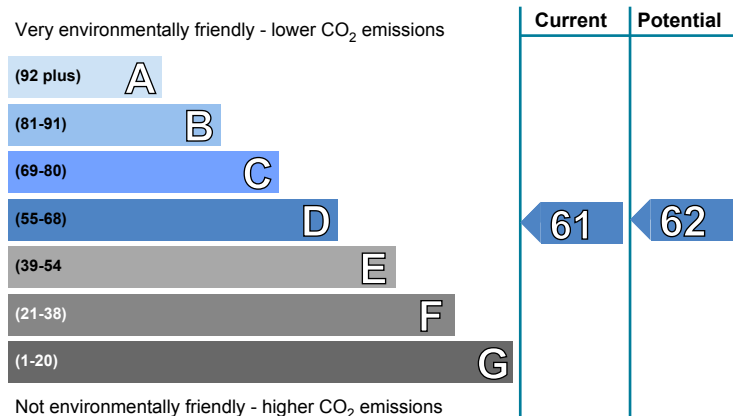 Current Potential
Very environmentally friendly - lower CO2 emissions
(92 plus) A
(81-91) B
(69-80) C
(55-68) D 61 62
(39-54 E
(21-38) F
(1-20) G
Not environmentally friendly - higher CO2 emissions